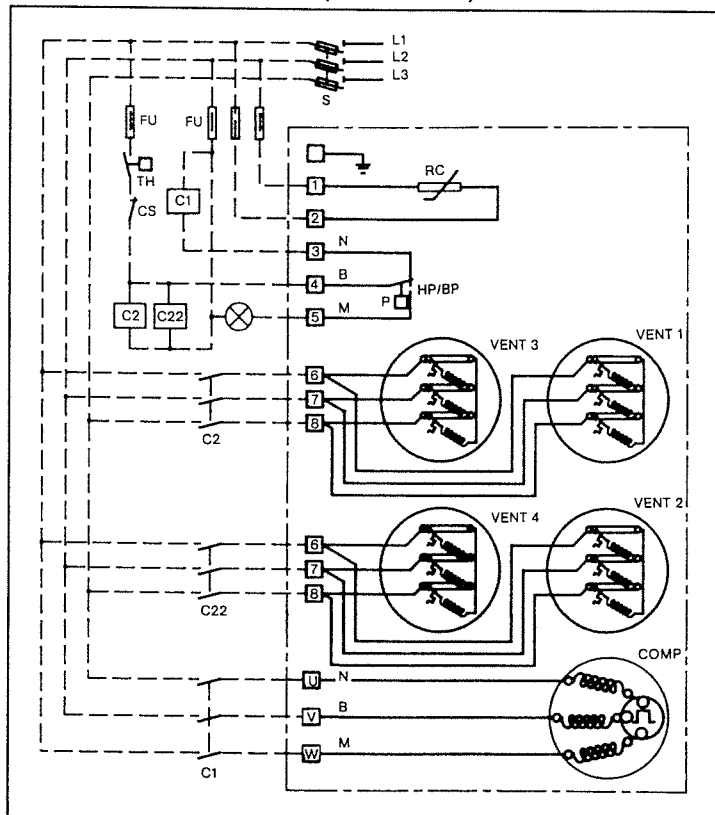 L1
L2
L3
S
FU
FU
TH
CS
C1
RC
1
2
3 N
4 B
HP/BP
P
5 M
C2 C22
VENT 3
VENT 1
6
7
8
C2
VENT 4
VENT 2
6
7
8
C22
COMP
U N
V B
W M
C1